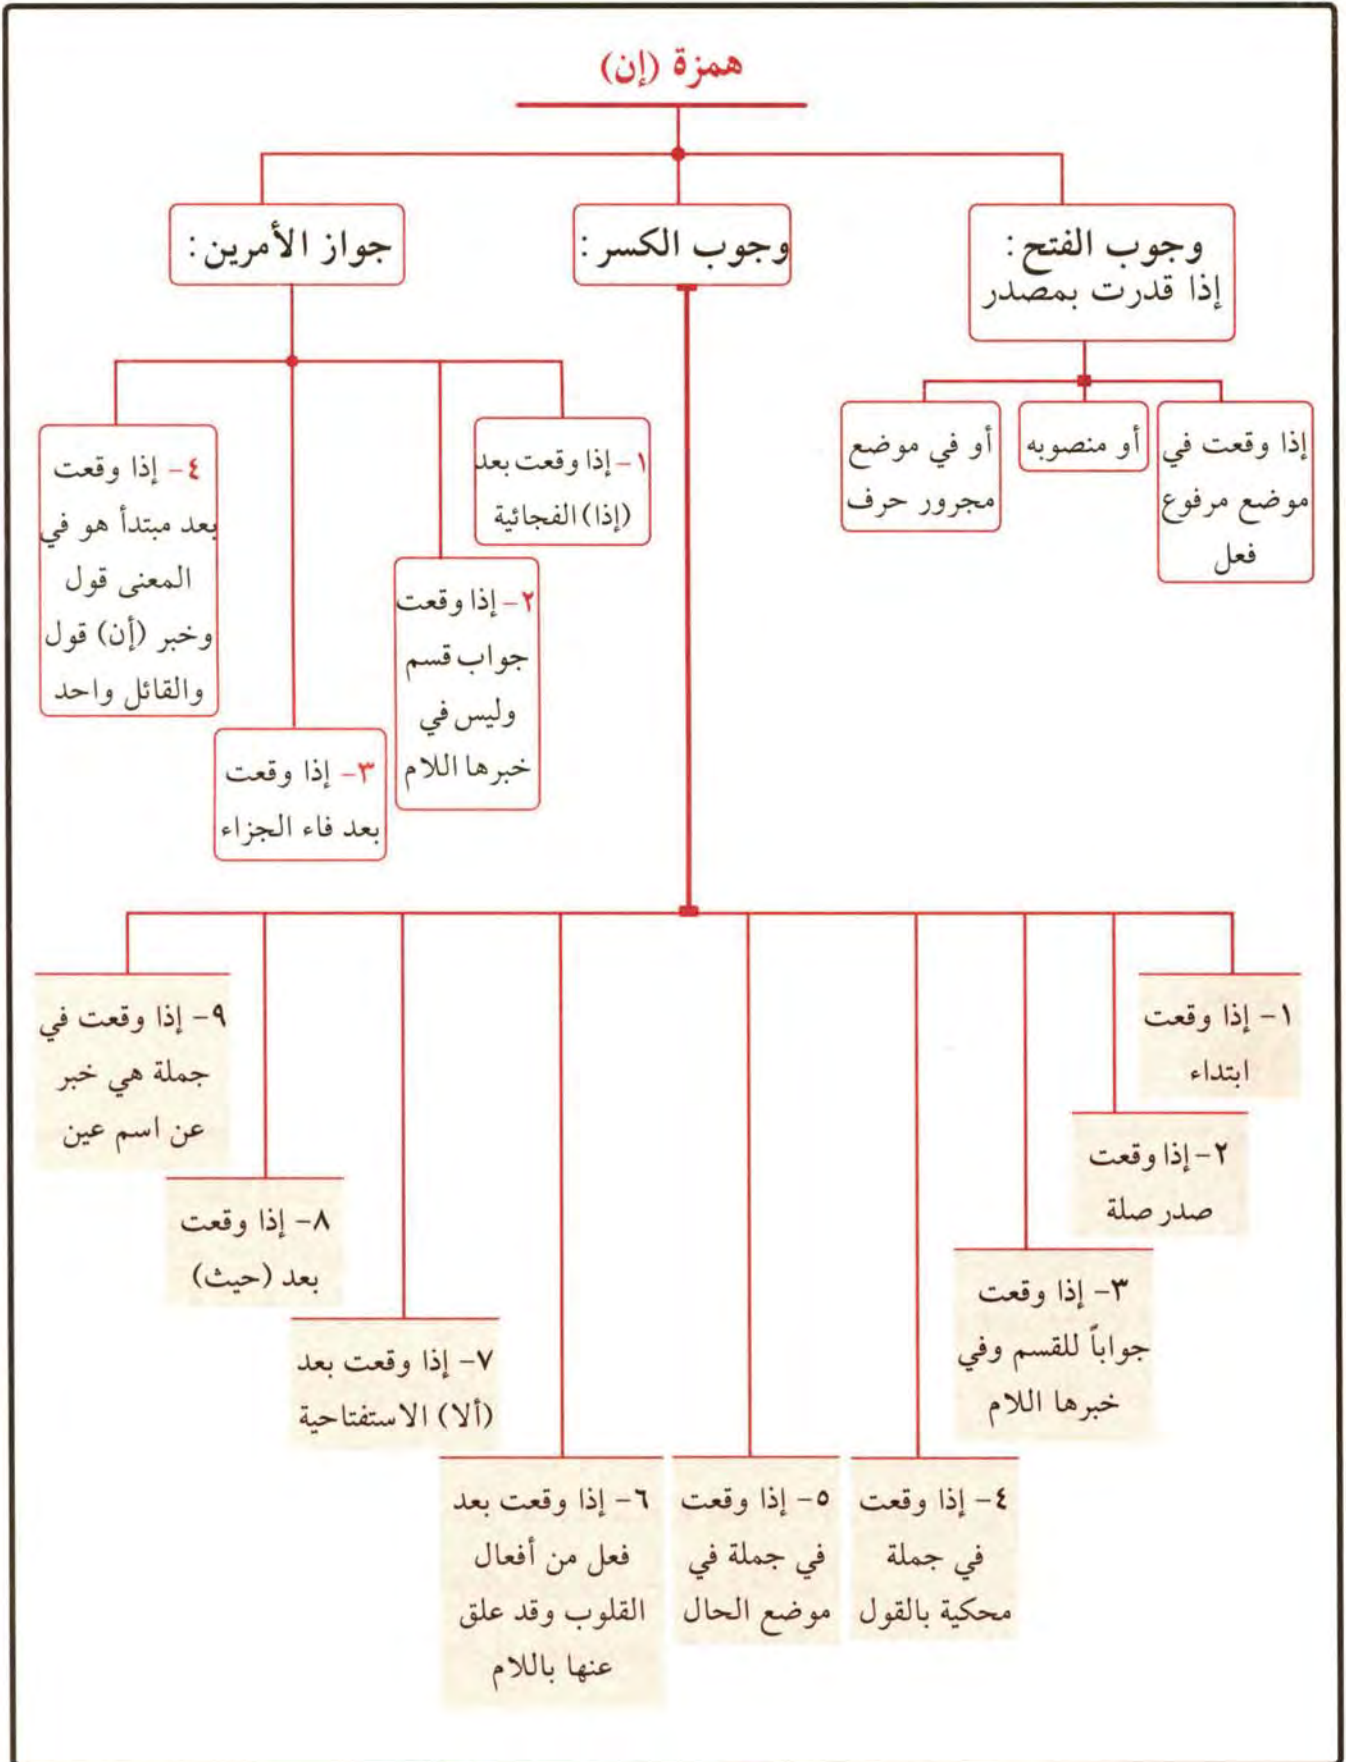 همزة (إن)
وجوب الفتح:
إذا قدرت بمصدر
إذا وقعت في
موضع مرفوع
فعل
أو منصوبه
أو في موضع
مجرور حرف
وجوب الكسر:
جواز الأمرين:
١- إذا وقعت بعد
(إذا) الفجائية
٢- إذا وقعت
جواب قسم
وليس في
خبرها اللام
٣- إذا وقعت
بعد فاء الجزاء
٤- إذا وقعت
بعد مبتدأ هو في
المعنى قول
وخبر (أن) قول
والقائل واحد
١- إذا وقعت
ابتداء
٢- إذا وقعت
صدر صلة
٣- إذا وقعت
جواباً للقسم وفي
خبرها اللام
٤- إذا وقعت
في جملة
محكية بالقول
٥- إذا وقعت
في جملة في
موضع الحال
٦- إذا وقعت بعد
فعل من أفعال
القلوب وقد علق
عنها باللام
٧- إذا وقعت بعد
(ألا) الاستفتاحية
٨- إذا وقعت
بعد (حيث)
٩- إذا وقعت في
جملة هي خبر
عن اسم عين